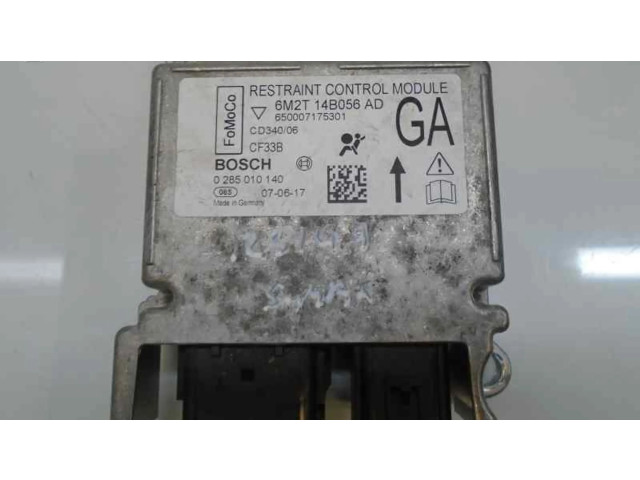 FoMoCo
RESTRAINT CONTROL MODULE
6M2T 14B056 AD
650007175301
CD340/06
CF33B
GA
BOSCH
0 285 010 140
065 07-06-17
Made in Germany